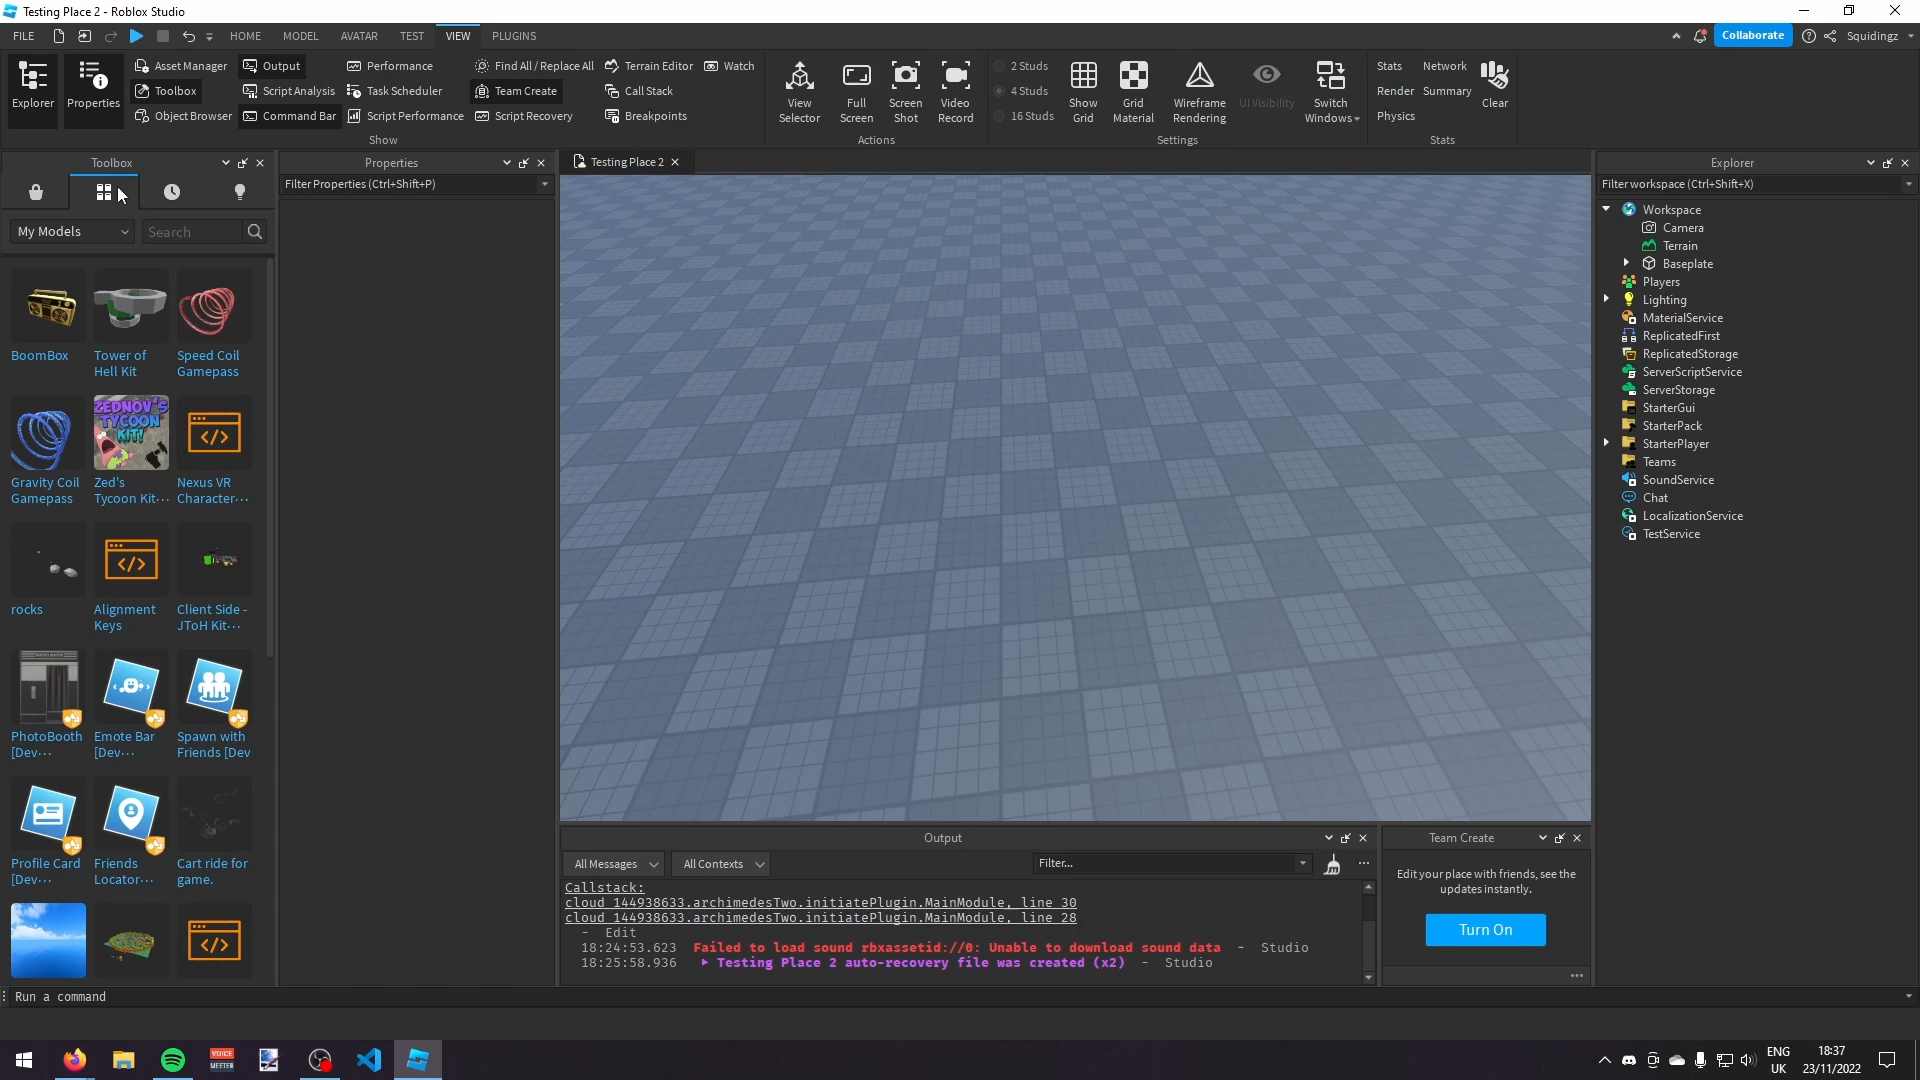 Testing Place 2 - Roblox Studio
FILE HOME MODEL AVATAR TEST VIEW PLUGINS Collaborate Squidingz
Explorer
Properties
Asset Manager
Toolbox
Object Browser
Output
Script Analysis
Command Bar
Performance
Task Scheduler
Script Performance
Find All / Replace All
Team Create
Script Recovery
Terrain Editor
Call Stack
Breakpoints
Watch
Show
View
Selector
Full
Screen
Screen
Shot
Video
Record
Actions
2 Studs
4 Studs
16 Studs
Show
Grid
Grid
Material
Wireframe
Rendering
UI Visibility
Switch
Windows
Settings
Stats
Network
Render
Summary
Physics
Clear
Stats
Toolbox
My Models
Search
BoomBox
Tower of
Hell Kit
Speed Coil
Gamepass
Gravity Coil
Gamepass
ZEDNOV'S
TYCOON
KIT!
Zed's
Tycoon Kit...
Nexus VR
Character...
rocks
Alignment
Keys
Client Side -
JToH Kit...
PhotoBooth
[Dev...
Emote Bar
[Dev...
Spawn with
Friends [Dev
Profile Card
[Dev...
Friends
Locator...
Cart ride for
game.
Properties
Filter Properties (Ctrl+Shift+P)
Testing Place 2
Output
All Messages
All Contexts
Filter...
Callstack:
cloud_144938633.archimedesTwo.initiatePlugin.MainModule, line 30
cloud_144938633.archimedesTwo.initiatePlugin.MainModule, line 28
- Edit
18:24:53.623 Failed to load sound rbxassetid://0: Unable to download sound data - Studio
18:25:58.936 Testing Place 2 auto-recovery file was created (x2) - Studio
Team Create
Edit your place with friends, see the
updates instantly.
Turn On
Explorer
Filter workspace (Ctrl+Shift+X)
Workspace
Camera
Terrain
Baseplate
Players
Lighting
MaterialService
ReplicatedFirst
ReplicatedStorage
ServerScriptService
ServerStorage
StarterGui
StarterPack
StarterPlayer
Teams
SoundService
Chat
LocalizationService
TestService
Run a command
VOICE
MEETER
ENG
UK
18:37
23/11/2022